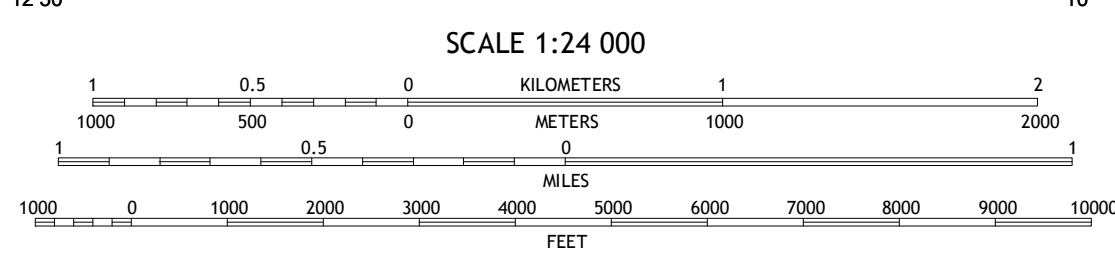 SCALE 1:24 000
1 0.5 0 KILOMETERS 1 2
1000 500 0 METERS 1000 2000
1 0.5 0 1
MILES
1000 0 1000 2000 3000 4000 5000 6000 7000 8000 9000 10000
FEET